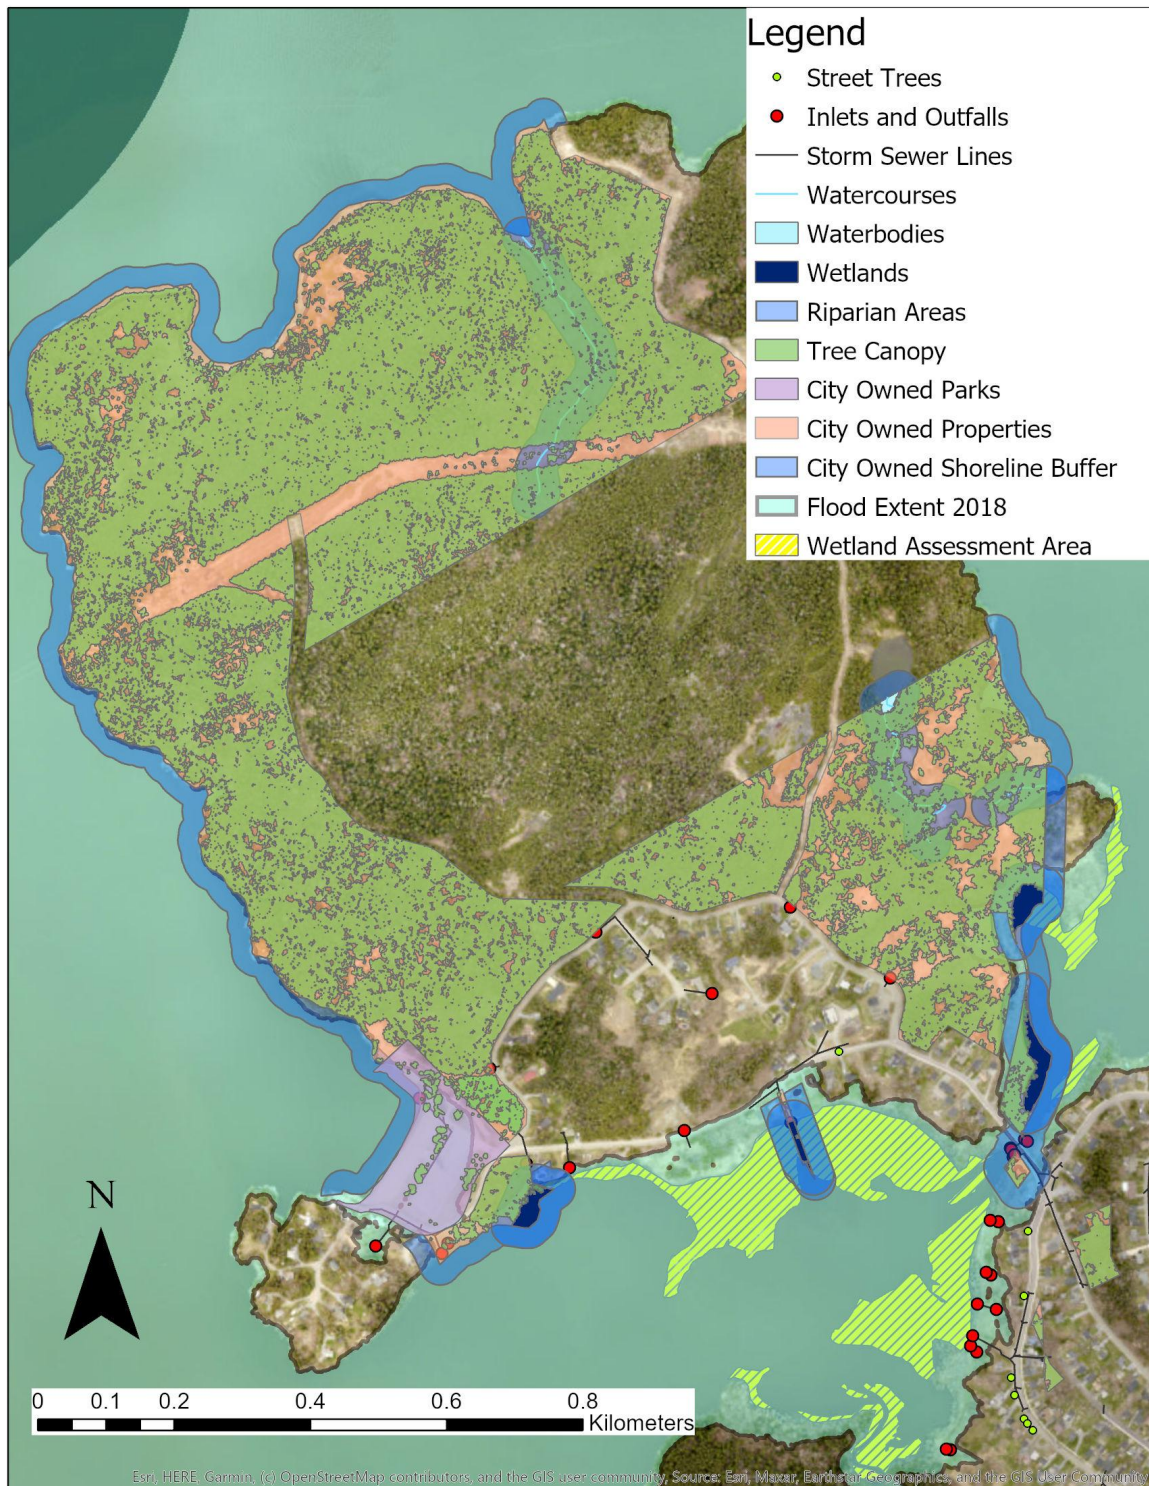 Legend
Street Trees
Inlets and Outfalls
Storm Sewer Lines
Watercourses
Waterbodies
Wetlands
Riparian Areas
Tree Canopy
City Owned Parks
City Owned Properties
City Owned Shoreline Buffer
Flood Extent 2018
Wetland Assessment Area
N
0 0.1 0.2 0.4 0.6 0.8
Kilometers
Esri, HERE, Garmin, (c) OpenStreetMap contributors, and the GIS user community, Source: Esri, Maxar, Earthstar Geographics, and the GIS User Community